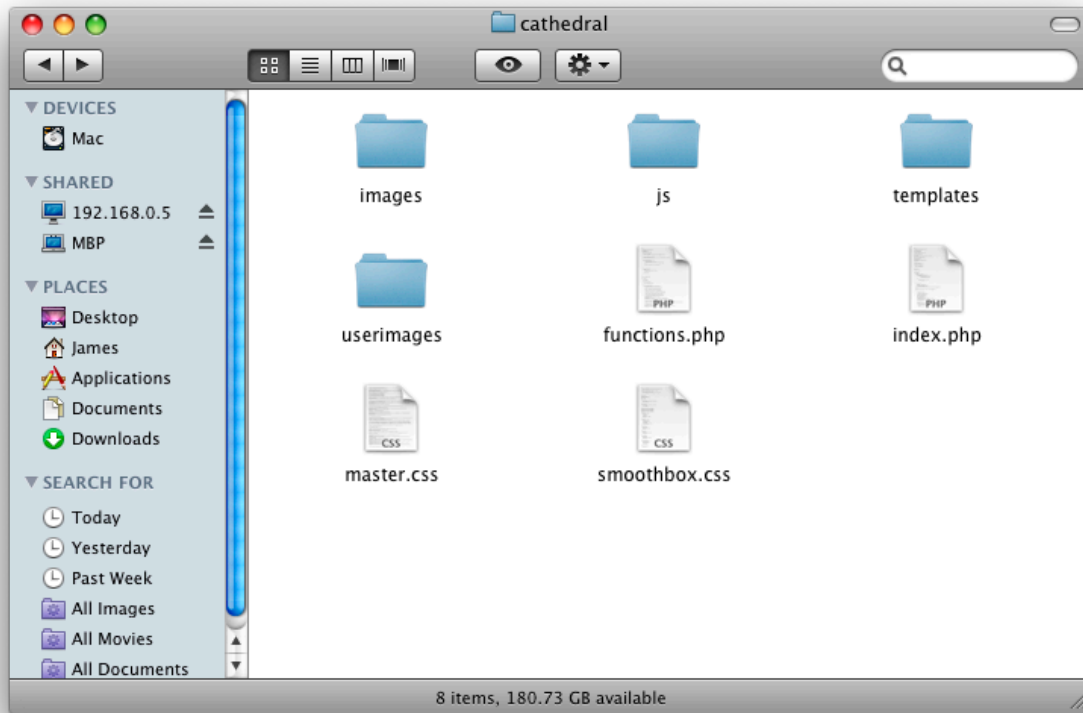 cathedral
DEVICES
Mac
SHARED
192.168.0.5
MBP
PLACES
Desktop
James
Applications
Documents
Downloads
SEARCH FOR
Today
Yesterday
Past Week
All Images
All Movies
All Documents
images
js
templates
userimages
PHP
functions.php
PHP
index.php
CSS
master.css
CSS
smoothbox.css
8 items, 180.73 GB available